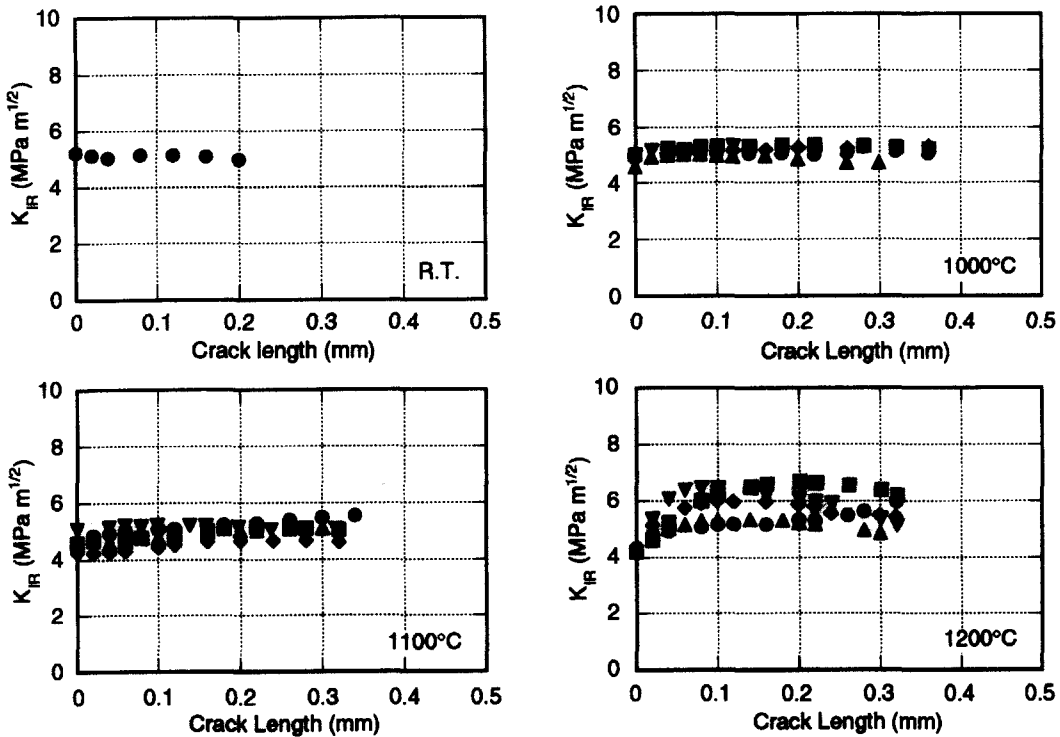 10
8
6
4
2
0
K_IR (MPa m^1/2)
R.T.
0 0.1 0.2 0.3 0.4 0.5
Crack length (mm)
10
8
6
4
2
0
K_IR (MPa m^1/2)
1000°C
0 0.1 0.2 0.3 0.4 0.5
Crack Length (mm)
10
8
6
4
2
0
K_IR (MPa m^1/2)
1100°C
0 0.1 0.2 0.3 0.4 0.5
Crack Length (mm)
10
8
6
4
2
0
K_IR (MPa m^1/2)
1200°C
0 0.1 0.2 0.3 0.4 0.5
Crack Length (mm)